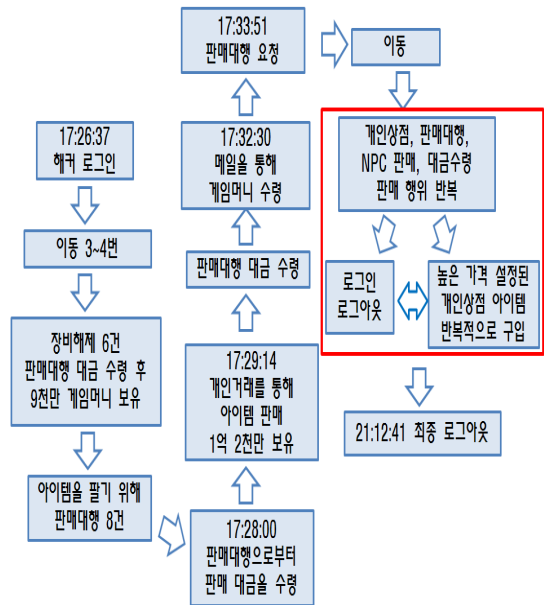 17:26:37
해커 로그인
이동 3~4번
장비해제 6건
판매대행 대금 수령 후
9천만 게임머니 보유
아이템을 팔기 위해
판매대행 8건
17:28:00
판매대행으로부터
판매 대금을 수령
17:29:14
개인거래를 통해
아이템 판매
1억 2천만 보유
판매대행 대금 수령
17:32:30
메일을 통해
게임머니 수령
17:33:51
판매대행 요청
이동
개인상점, 판매대행,
NPC 판매, 대금수령
판매 행위 반복
로그인
로그아웃
높은 가격 설정된
개인상점 아이템
반복적으로 구입
21:12:41 최종 로그아웃